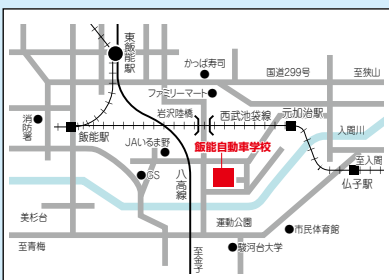 東飯能駅
かっぱ寿司
国道299号
至狭山
ファミリーマート
岩沢陸橋
西武池袋線
元加治駅
消防署
飯能駅
入間川
JAいるま野
飯能自動車学校
至入間
GS
八高線
仏子駅
美杉台
運動公園
市民体育館
至青梅
至金子
駿河台大学